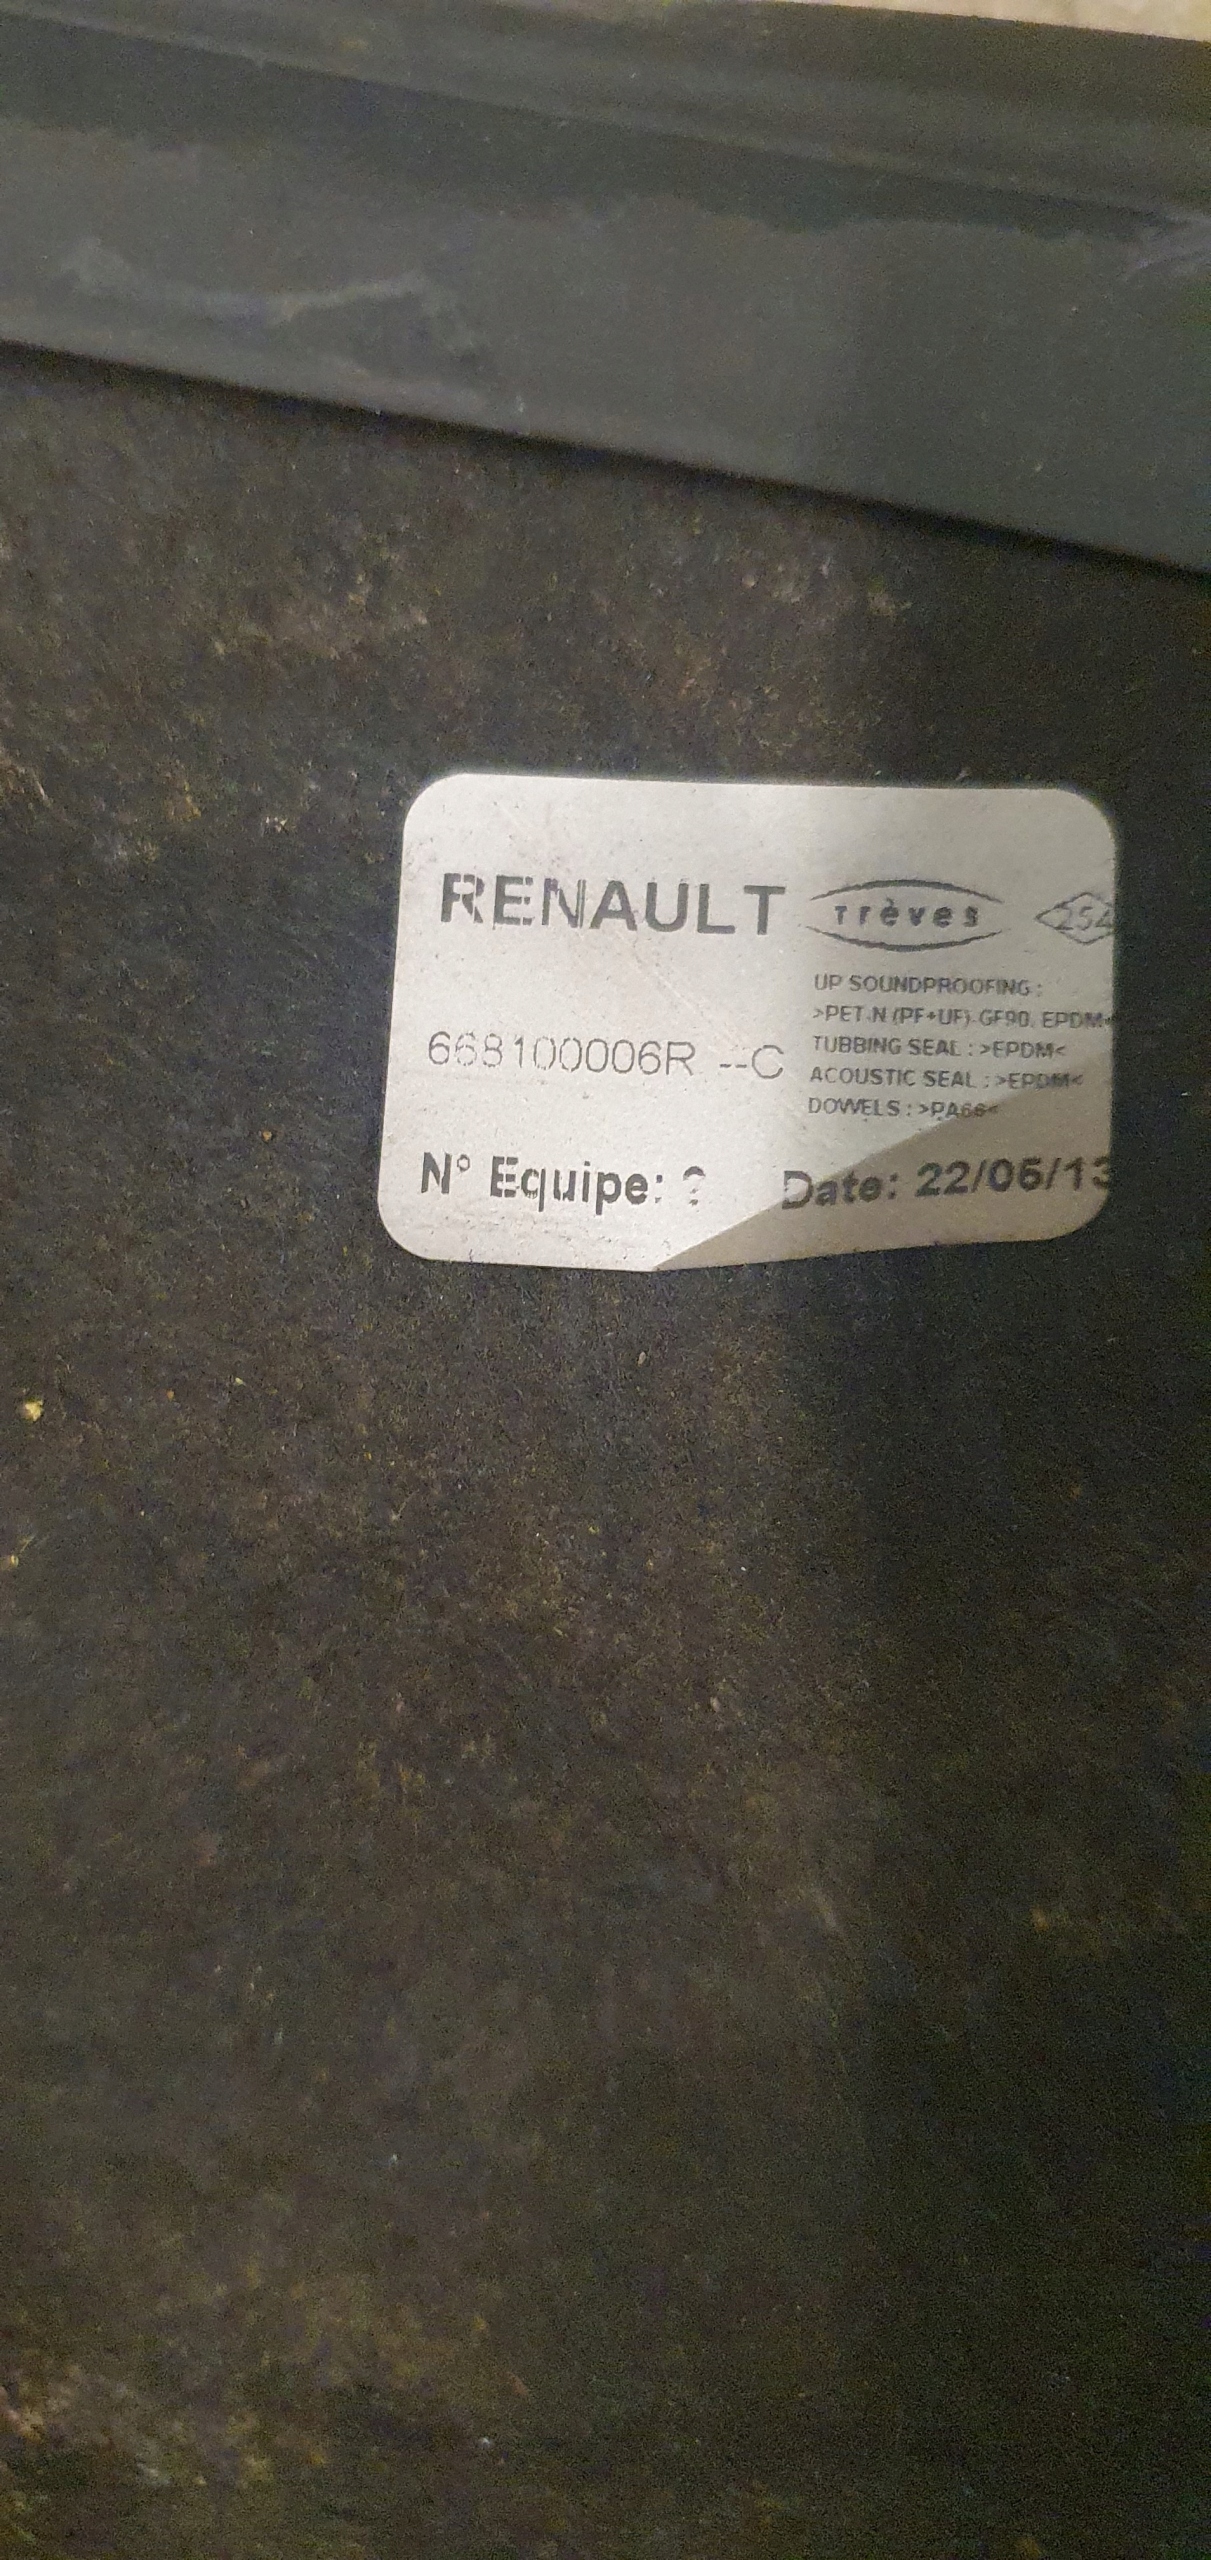 RENAULT Trèves 254
UP SOUNDPROOFING :
>PET-N (PF+UF)-GF90, EPDM<
668100006R --C
TUBBING SEAL : >EPDM<
ACOUSTIC SEAL : >EPDM<
DOWELS : >PA66<
N° Equipe: ? Date: 22/05/13